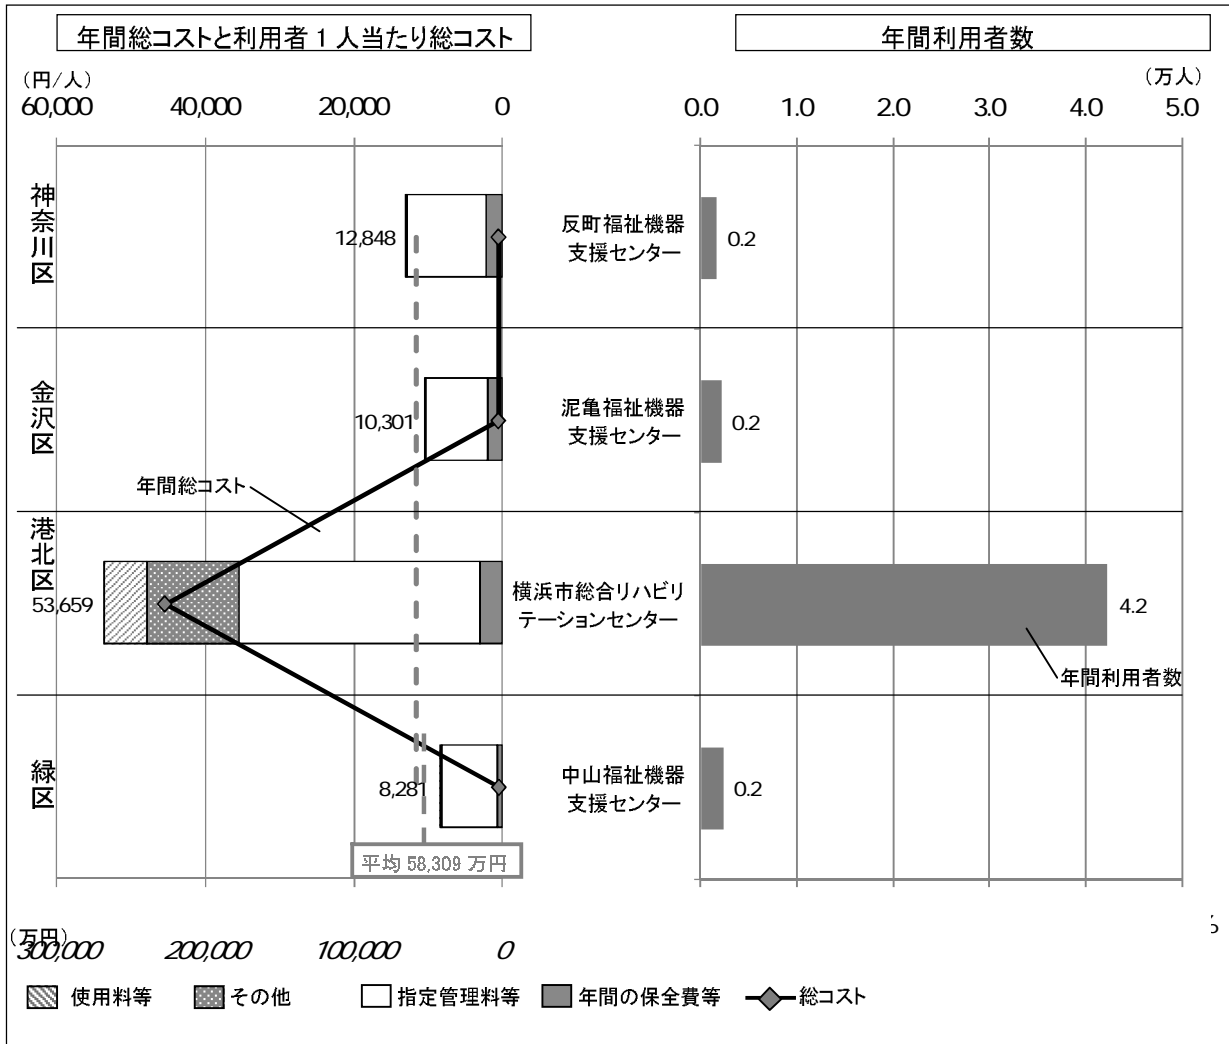 年間総コストと利用者1人当たり総コスト
年間利用者数
(円/人)
60,000 40,000 20,000 0
(万人)
0.0 1.0 2.0 3.0 4.0 5.0
神奈川区
12,848
反町福祉機器
支援センター
0.2
金沢区
10,301
泥亀福祉機器
支援センター
0.2
年間総コスト
港北区
53,659
横浜市総合リハビリ
テーションセンター
4.2
年間利用者数
緑区
8,281
中山福祉機器
支援センター
0.2
平均 58,309 万円
(万円)
300,000 200,000 100,000 0
使用料等 その他 指定管理料等 年間の保全費等 総コスト